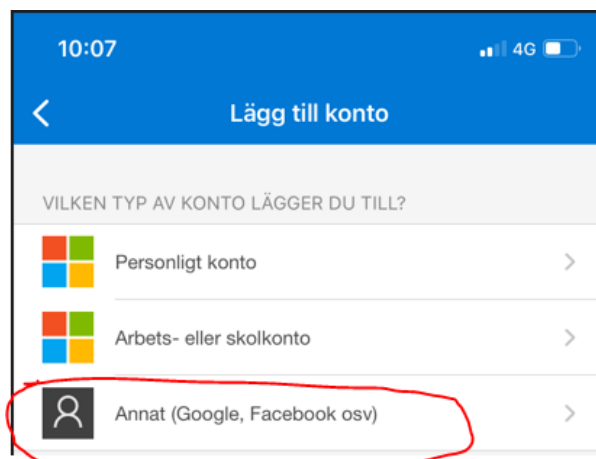 10:07 4G
Lägg till konto
VILKEN TYP AV KONTO LÄGGER DU TILL?
Personligt konto
Arbets- eller skolkonto
Annat (Google, Facebook osv)